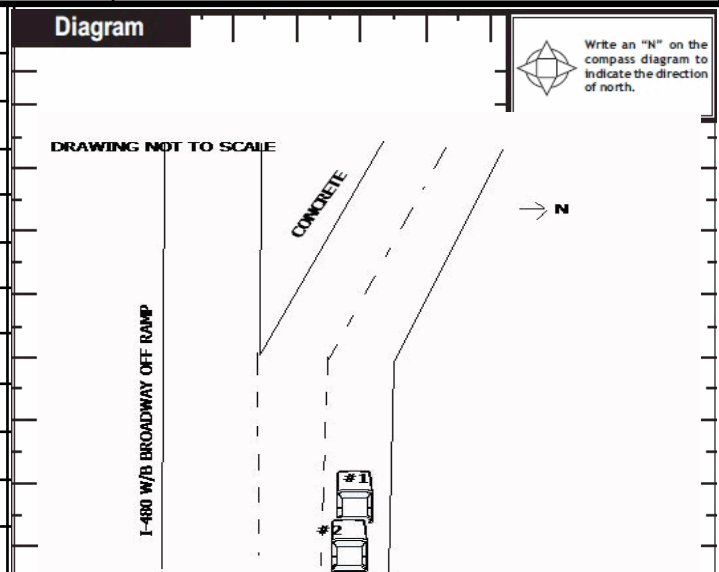 Diagram
Write an “N” on the
compass diagram to
indicate the direction
of north.
DRAWING NOT TO SCALE
CONCRETE
N
I-480 W/B BROADWAY OFF RAMP
#1
#2